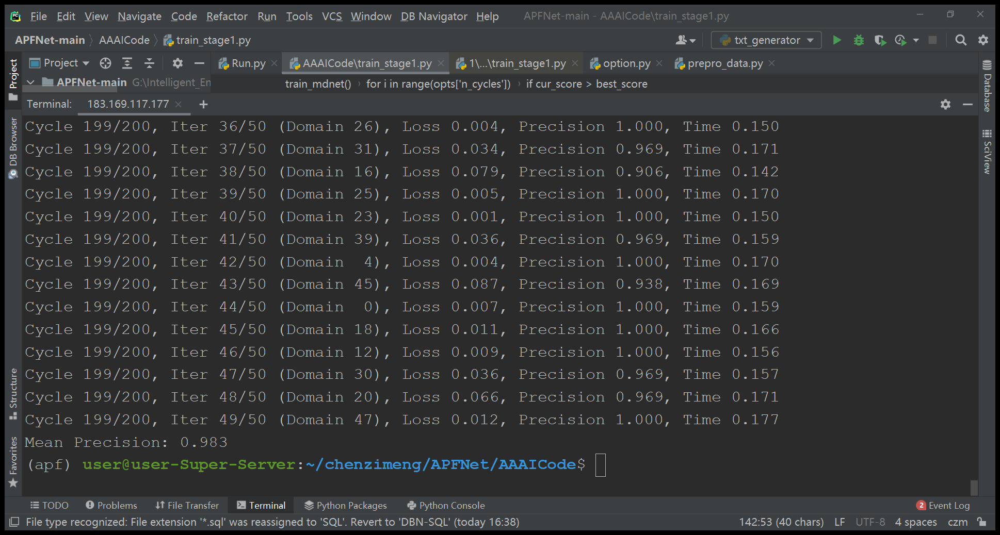 File Edit View Navigate Code Refactor Run Tools VCS Window DB Navigator Help APFNet-main - AAAICode\train_stage1.py
APFNet-main AAAICode train_stage1.py txt_generator
Project Run.py AAAICode\train_stage1.py 1\...\train_stage1.py option.py prepro_data.py
APFNet-main G:\Intelligent_En train_mdnet() for i in range(opts['n_cycles']) if cur_score > best_score
Terminal: 183.169.117.177
Cycle 199/200, Iter 36/50 (Domain 26), Loss 0.004, Precision 1.000, Time 0.150
Cycle 199/200, Iter 37/50 (Domain 31), Loss 0.034, Precision 0.969, Time 0.171
Cycle 199/200, Iter 38/50 (Domain 16), Loss 0.079, Precision 0.906, Time 0.142
Cycle 199/200, Iter 39/50 (Domain 25), Loss 0.005, Precision 1.000, Time 0.170
Cycle 199/200, Iter 40/50 (Domain 23), Loss 0.001, Precision 1.000, Time 0.150
Cycle 199/200, Iter 41/50 (Domain 39), Loss 0.036, Precision 0.969, Time 0.159
Cycle 199/200, Iter 42/50 (Domain  4), Loss 0.004, Precision 1.000, Time 0.170
Cycle 199/200, Iter 43/50 (Domain 45), Loss 0.087, Precision 0.938, Time 0.169
Cycle 199/200, Iter 44/50 (Domain  0), Loss 0.007, Precision 1.000, Time 0.159
Cycle 199/200, Iter 45/50 (Domain 18), Loss 0.011, Precision 1.000, Time 0.166
Cycle 199/200, Iter 46/50 (Domain 12), Loss 0.009, Precision 1.000, Time 0.156
Cycle 199/200, Iter 47/50 (Domain 30), Loss 0.036, Precision 0.969, Time 0.157
Cycle 199/200, Iter 48/50 (Domain 20), Loss 0.066, Precision 0.969, Time 0.171
Cycle 199/200, Iter 49/50 (Domain 47), Loss 0.012, Precision 1.000, Time 0.177
Mean Precision: 0.983
(apf) user@user-Super-Server:~/chenzimeng/APFNet/AAAICode$
Project
DB Browser
Structure
Favorites
Database
SciView
TODO Problems File Transfer Terminal Python Packages Python Console 2 Event Log
File type recognized: File extension '*.sql' was reassigned to 'SQL'. Revert to 'DBN-SQL' (today 16:38) 142:53 (40 chars) LF UTF-8 4 spaces czm